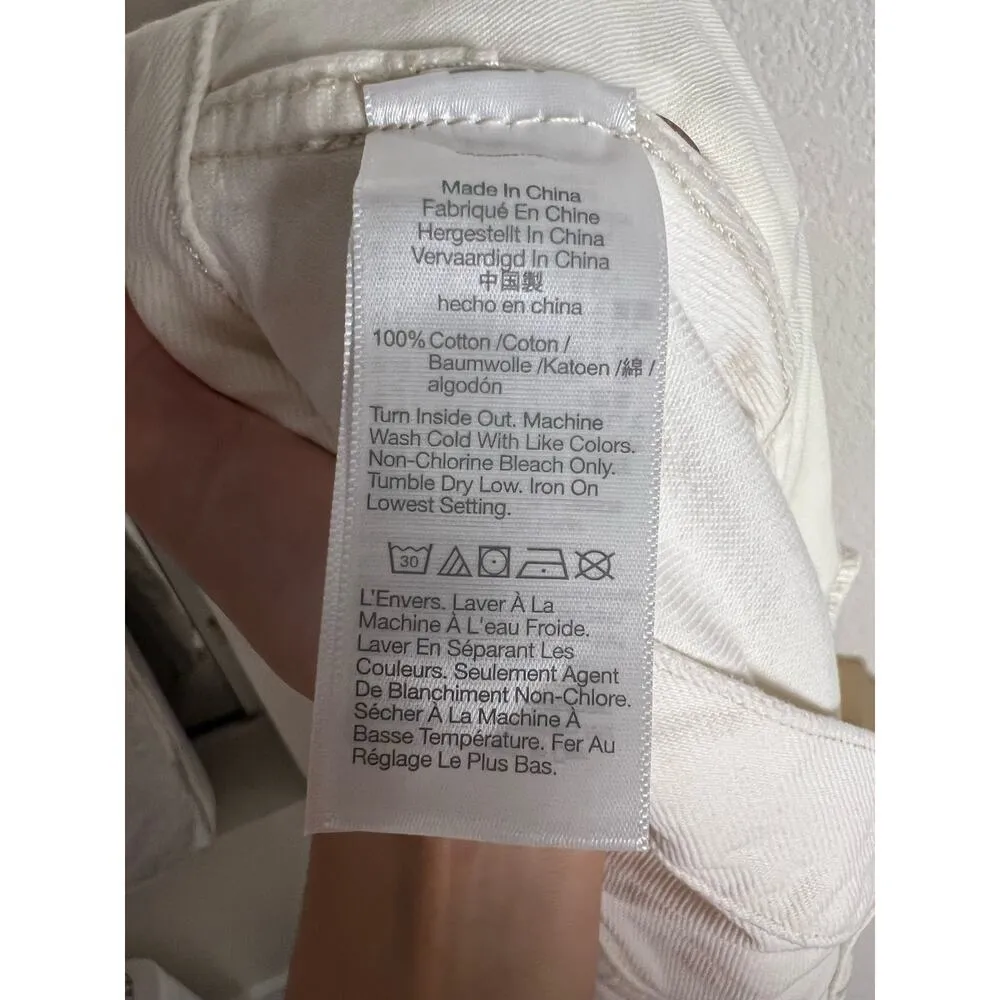 Made In China
Fabriqué En Chine
Hergestellt In China
Vervaardigd In China
中国製
hecho en china
100% Cotton /Coton /
Baumwolle /Katoen /綿 /
algodón
Turn Inside Out. Machine
Wash Cold With Like Colors.
Non-Chlorine Bleach Only.
Tumble Dry Low. Iron On
Lowest Setting.
30
L'Envers. Laver À La
Machine À L'eau Froide.
Laver En Séparant Les
Couleurs. Seulement Agent
De Blanchiment Non-Chlore.
Sécher À La Machine À
Basse Température. Fer Au
Réglage Le Plus Bas.